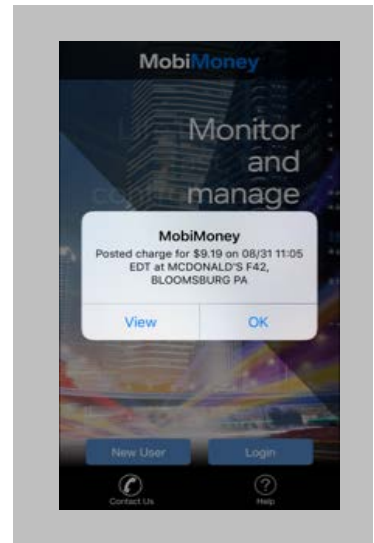 MobiMoney
Monitor
and
manage
MobiMoney
Posted charge for $9.19 on 08/31 11:05
EDT at MCDONALD'S F42,
BLOOMSBURG PA
View
OK
New User
Login
Contact Us
Help